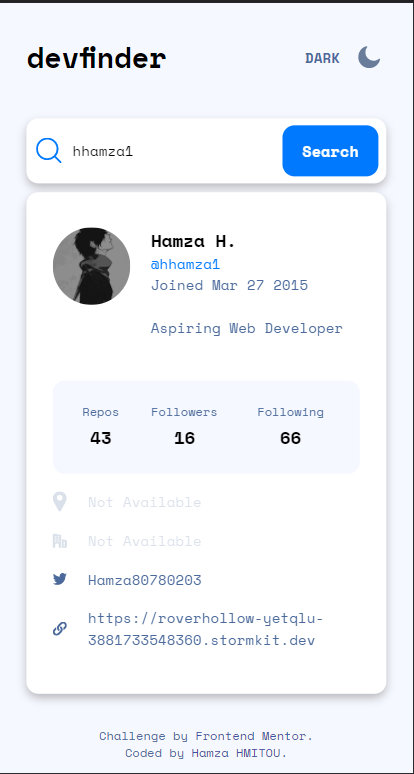 devfinder
DARK
hhamza1
Search
Hamza H.
@hhamza1
Joined Mar 27 2015
Aspiring Web Developer
Repos Followers Following
43 16 66
Not Available
Not Available
Hamza80780203
https://roverhollow-yetqlu-
3881733548360.stormkit.dev
Challenge by Frontend Mentor.
Coded by Hamza HMITOU.